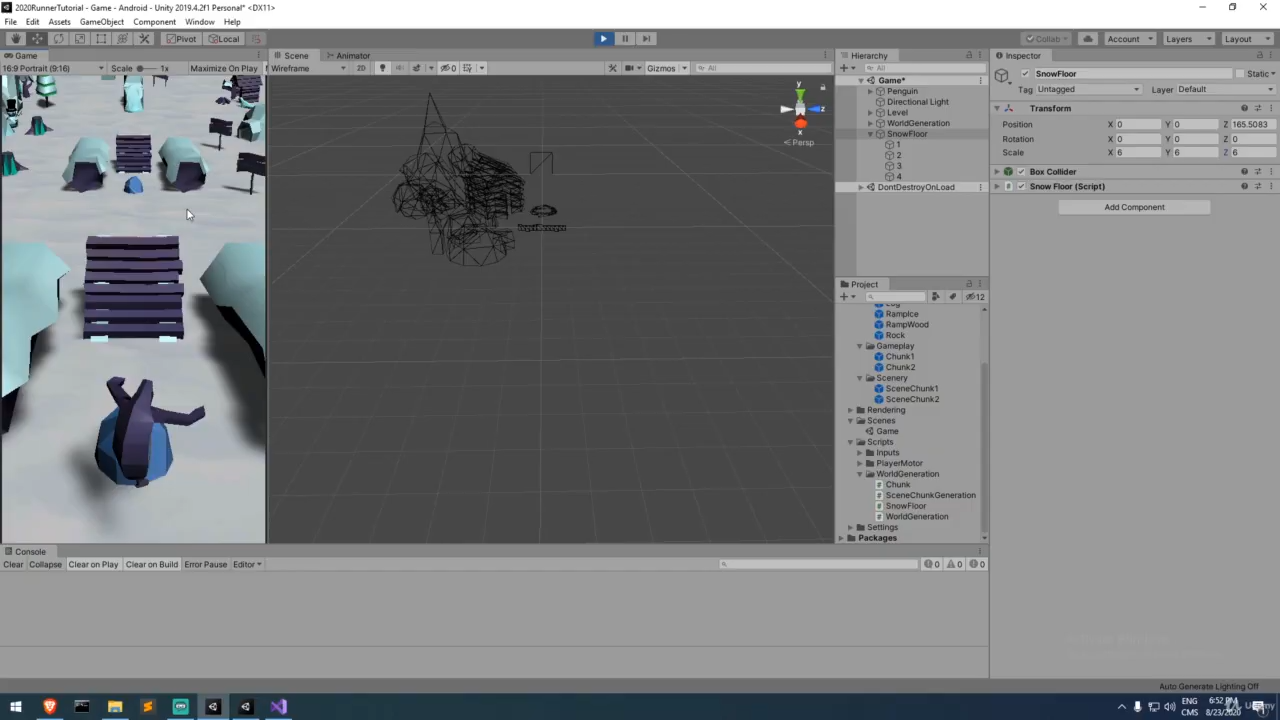 2020RunnerTutorial - Game - Android - Unity 2019.4.2f1 Personal* <DX11>
File Edit Assets GameObject Component Window Help
Pivot Local Collab Account Layers Layout
Game Scene Animator Hierarchy Inspector
16:9 Portrait (9:16) Scale 1x Maximize On Play Wireframe 2D 0 Gizmos All
All
SnowFloor Static
Tag Untagged Layer Default
Game*
Penguin
Directional Light
Level
WorldGeneration
SnowFloor
1
2
3
4
DontDestroyOnLoad
y
z
x
< Persp
Transform
Position X 0 Y 0 Z 165.5083
Rotation X 0 Y 0 Z 0
Scale X 6 Y 6 Z 6
Box Collider
Snow Floor (Script)
Add Component
Project
12
RampIce
RampWood
Rock
Gameplay
Chunk1
Chunk2
Scenery
SceneChunk1
SceneChunk2
Rendering
Scenes
Game
Scripts
Inputs
PlayerMotor
WorldGeneration
Chunk
SceneChunkGeneration
SnowFloor
WorldGeneration
Settings
Packages
Console
Clear Collapse Clear on Play Clear on Build Error Pause Editor 0 0 0
Auto Generate Lighting Off
ENG 6:52 PM
CMS 8/23/2020